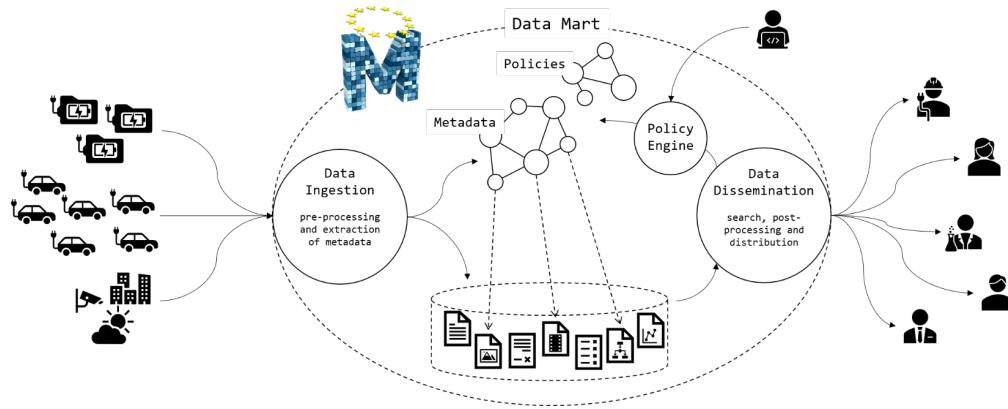 Data Mart
Policies
Metadata
Policy
Engine
Data
Ingestion
pre-processing
and extraction
of metadata
Data
Dissemination
search, post-
processing and
distribution
M